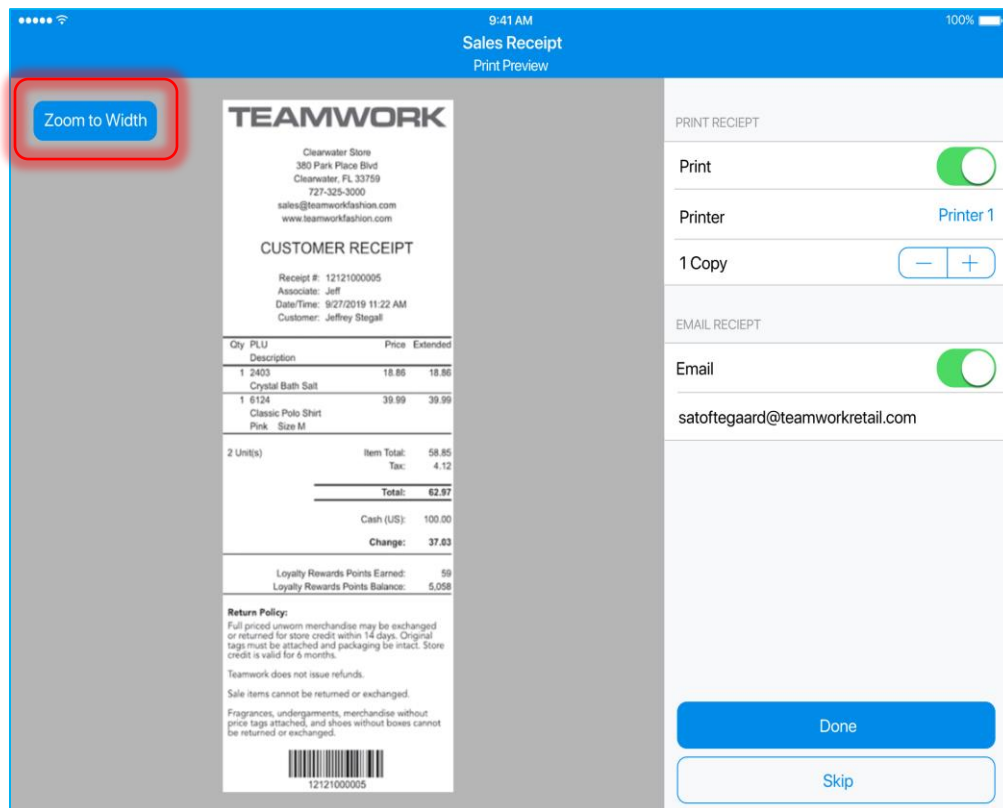 9:41 AM
100%
Sales Receipt
Print Preview
Zoom to Width
TEAMWORK
Clearwater Store
380 Park Place Blvd
Clearwater, FL 33759
727-325-3000
sales@teamworkfashion.com
www.teamworkfashion.com
CUSTOMER RECEIPT
Receipt #: 12121000005
Associate: Jeff
Date/Time: 9/27/2019 11:22 AM
Customer: Jeffrey Stegall
Qty PLU Price Extended
Description
1 2403 18.86 18.86
Crystal Bath Salt
1 6124 39.99 39.99
Classic Polo Shirt
Pink Size M
2 Unit(s) Item Total: 58.85
Tax: 4.12
Total: 62.97
Cash (US): 100.00
Change: 37.03
Loyalty Rewards Points Earned: 59
Loyalty Rewards Points Balance: 5,058
Return Policy:
Full priced unworn merchandise may be exchanged
or returned for store credit within 14 days. Original
tags must be attached and packaging be intact. Store
credit is valid for 6 months.
Teamwork does not issue refunds.
Sale items cannot be returned or exchanged.
Fragrances, undergarments, merchandise without
price tags attached, and shoes without boxes cannot
be returned or exchanged.
12121000005
PRINT RECIEPT
Print
Printer Printer 1
1 Copy − +
EMAIL RECIEPT
Email
satoftegaard@teamworkretail.com
Done
Skip